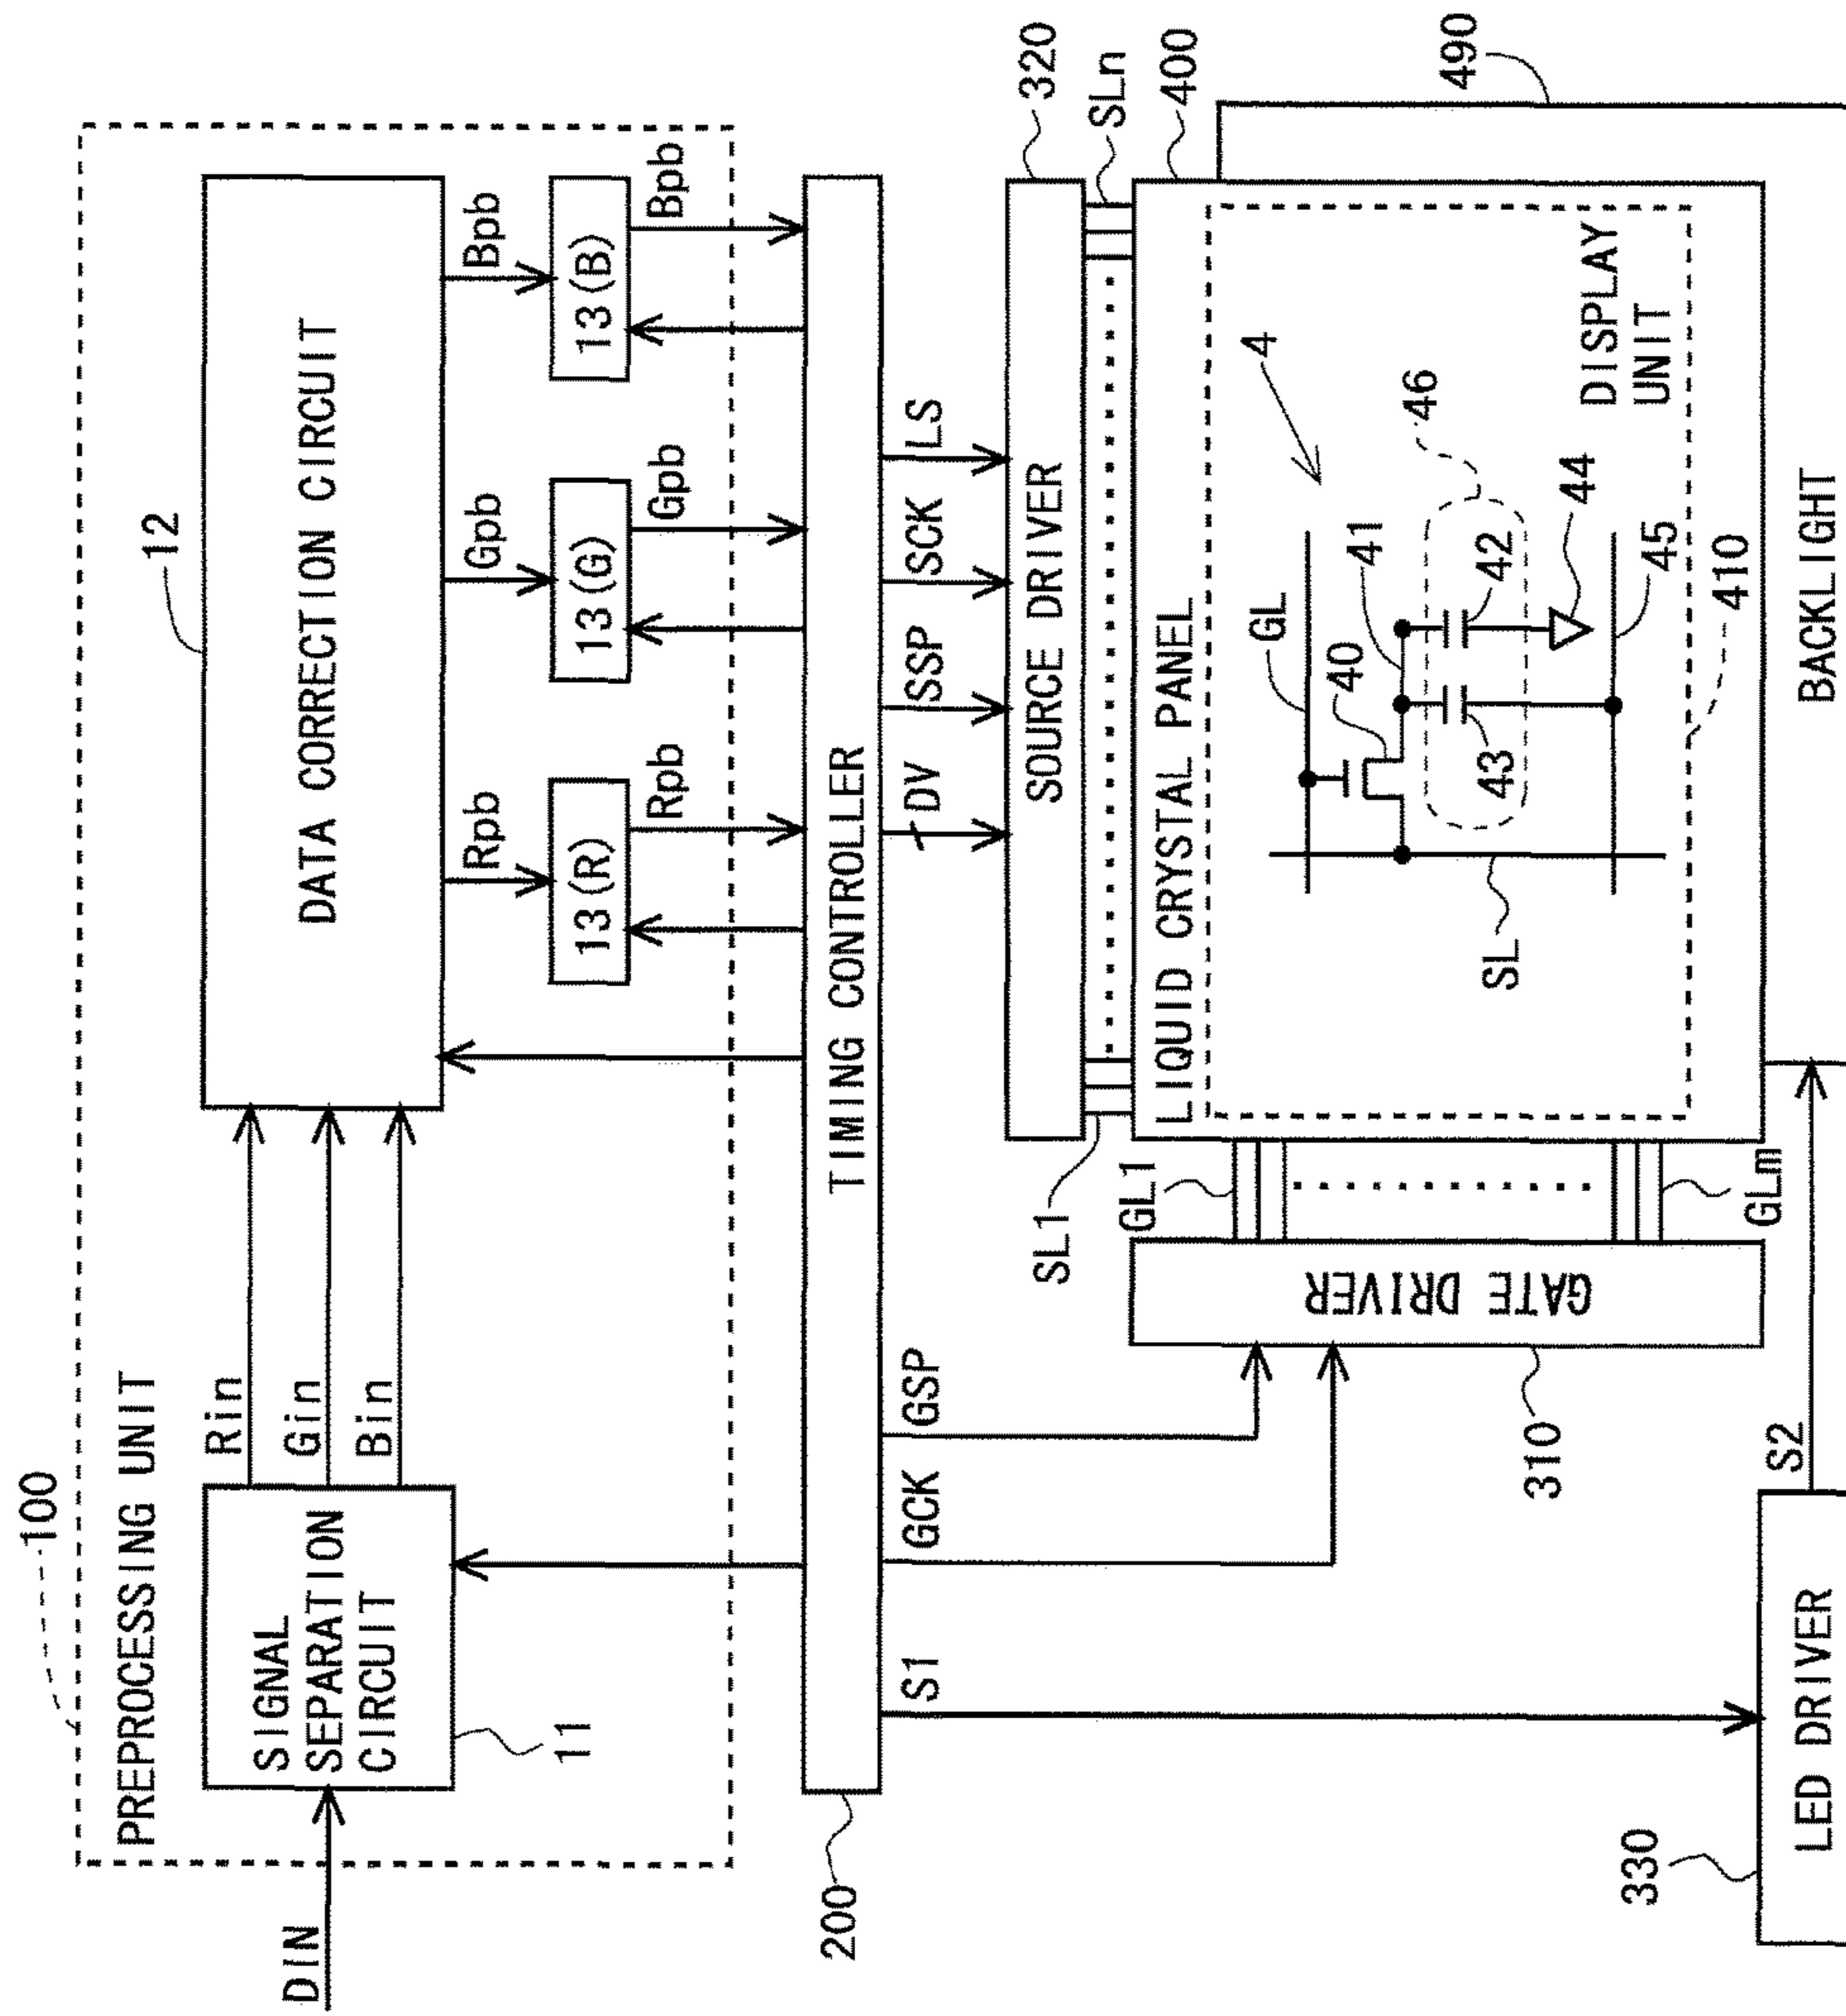 100
PREPROCESSING UNIT
12
DIN
SIGNAL
SEPARATION
CIRCUIT
11
Rin
Gin
Bin
DATA CORRECTION CIRCUIT
Rpb
Gpb
Bpb
13(R)
13(G)
13(B)
Rpb
Gpb
Bpb
TIMING CONTROLLER
200
S1
GCK
GSP
DV
SSP
SCK
LS
SOURCE DRIVER
320
SL1
SLn
400
GL1
LIQUID CRYSTAL PANEL
490
GATE DRIVER
310
GLm
GL
4
40
41
46
43
42
44
SL
45
DISPLAY
UNIT
410
S2
330
LED DRIVER
BACKLIGHT